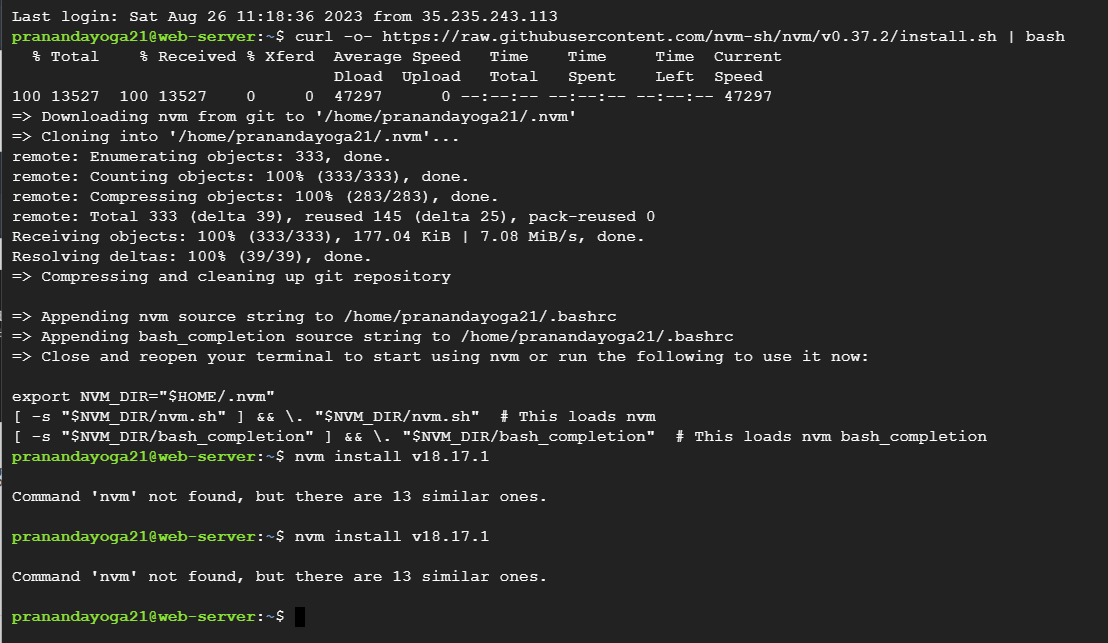 Last login: Sat Aug 26 11:18:36 2023 from 35.235.243.113
pranandayoga21@web-server:~$ curl -o- https://raw.githubusercontent.com/nvm-sh/nvm/v0.37.2/install.sh | bash
  % Total    % Received % Xferd  Average Speed   Time    Time     Time  Current
                                 Dload  Upload   Total   Spent    Left  Speed
100 13527  100 13527    0     0  47297      0 --:--:-- --:--:-- --:--:-- 47297
=> Downloading nvm from git to '/home/pranandayoga21/.nvm'
=> Cloning into '/home/pranandayoga21/.nvm'...
remote: Enumerating objects: 333, done.
remote: Counting objects: 100% (333/333), done.
remote: Compressing objects: 100% (283/283), done.
remote: Total 333 (delta 39), reused 145 (delta 25), pack-reused 0
Receiving objects: 100% (333/333), 177.04 KiB | 7.08 MiB/s, done.
Resolving deltas: 100% (39/39), done.
=> Compressing and cleaning up git repository
=> Appending nvm source string to /home/pranandayoga21/.bashrc
=> Appending bash_completion source string to /home/pranandayoga21/.bashrc
=> Close and reopen your terminal to start using nvm or run the following to use it now:
export NVM_DIR="$HOME/.nvm"
[ -s "$NVM_DIR/nvm.sh" ] && \. "$NVM_DIR/nvm.sh"  # This loads nvm
[ -s "$NVM_DIR/bash_completion" ] && \. "$NVM_DIR/bash_completion"  # This loads nvm bash_completion
pranandayoga21@web-server:~$ nvm install v18.17.1
Command 'nvm' not found, but there are 13 similar ones.
pranandayoga21@web-server:~$ nvm install v18.17.1
Command 'nvm' not found, but there are 13 similar ones.
pranandayoga21@web-server:~$